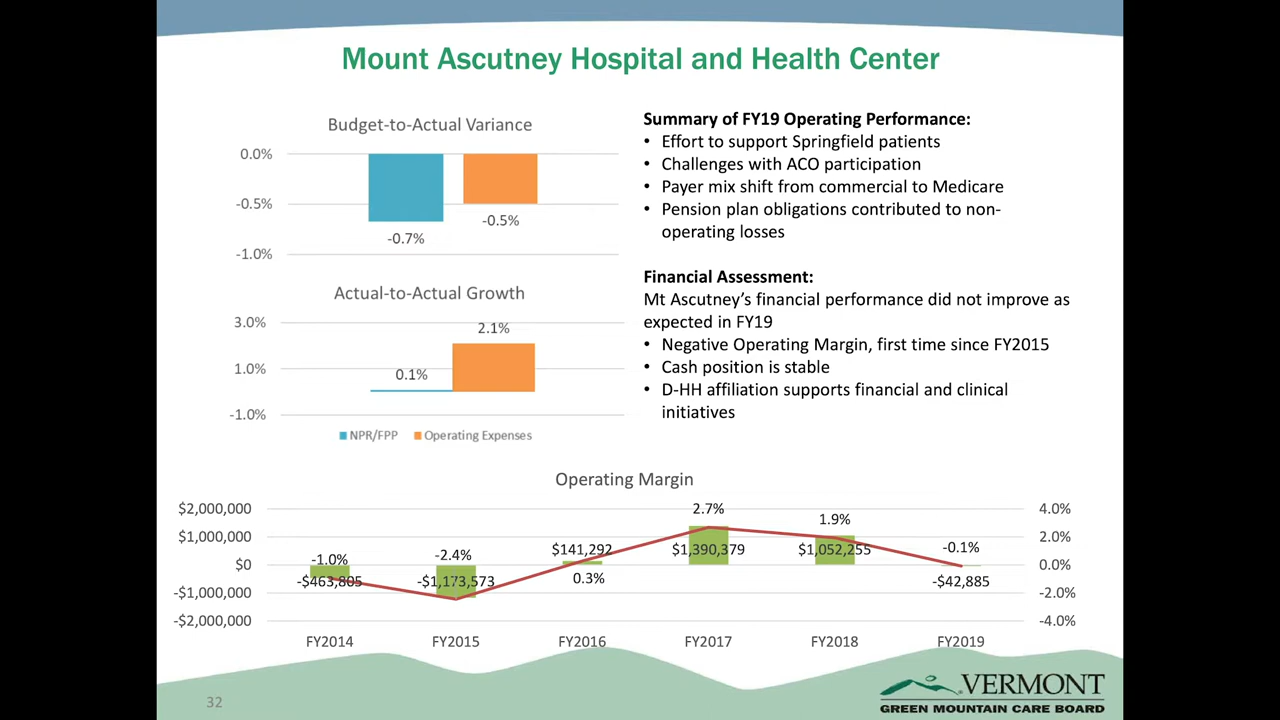 Mount Ascutney Hospital and Health Center
Budget-to-Actual Variance
0.0%
-0.5%
-1.0%
-0.7%
-0.5%
Actual-to-Actual Growth
3.0%
1.0%
-1.0%
0.1%
2.1%
NPR/FPP
Operating Expenses
Summary of FY19 Operating Performance:
• Effort to support Springfield patients
• Challenges with ACO participation
• Payer mix shift from commercial to Medicare
• Pension plan obligations contributed to non-
operating losses
Financial Assessment:
Mt Ascutney’s financial performance did not improve as
expected in FY19
• Negative Operating Margin, first time since FY2015
• Cash position is stable
• D-HH affiliation supports financial and clinical
initiatives
Operating Margin
$2,000,000
$1,000,000
$0
-$1,000,000
-$2,000,000
-1.0%
-2.4%
0.3%
2.7%
1.9%
-0.1%
-$463,805
-$1,173,573
$141,292
$1,390,379
$1,052,255
-$42,885
4.0%
2.0%
0.0%
-2.0%
-4.0%
FY2014
FY2015
FY2016
FY2017
FY2018
FY2019
32
VERMONT
GREEN MOUNTAIN CARE BOARD